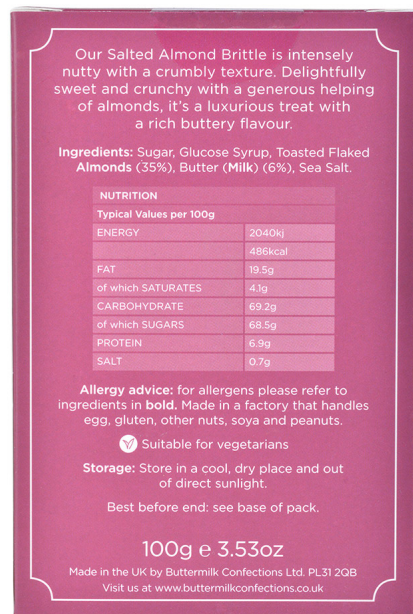 Our Salted Almond Brittle is intensely
nutty with a crumbly texture. Delightfully
sweet and crunchy with a generous helping
of almonds, it's a luxurious treat with
a rich buttery flavour.
Ingredients: Sugar, Glucose Syrup, Toasted Flaked
Almonds (35%), Butter (Milk) (6%), Sea Salt.
NUTRITION
Typical Values per 100g
ENERGY 2040kj
486kcal
FAT 19.5g
of which SATURATES 4.1g
CARBOHYDRATE 69.2g
of which SUGARS 68.5g
PROTEIN 6.9g
SALT 0.7g
Allergy advice: for allergens please refer to
ingredients in bold. Made in a factory that handles
egg, gluten, other nuts, soya and peanuts.
Suitable for vegetarians
Storage: Store in a cool, dry place and out
of direct sunlight.
Best before end: see base of pack.
100g e 3.53oz
Made in the UK by Buttermilk Confections Ltd. PL31 2QB
Visit us at www.buttermilkconfections.co.uk